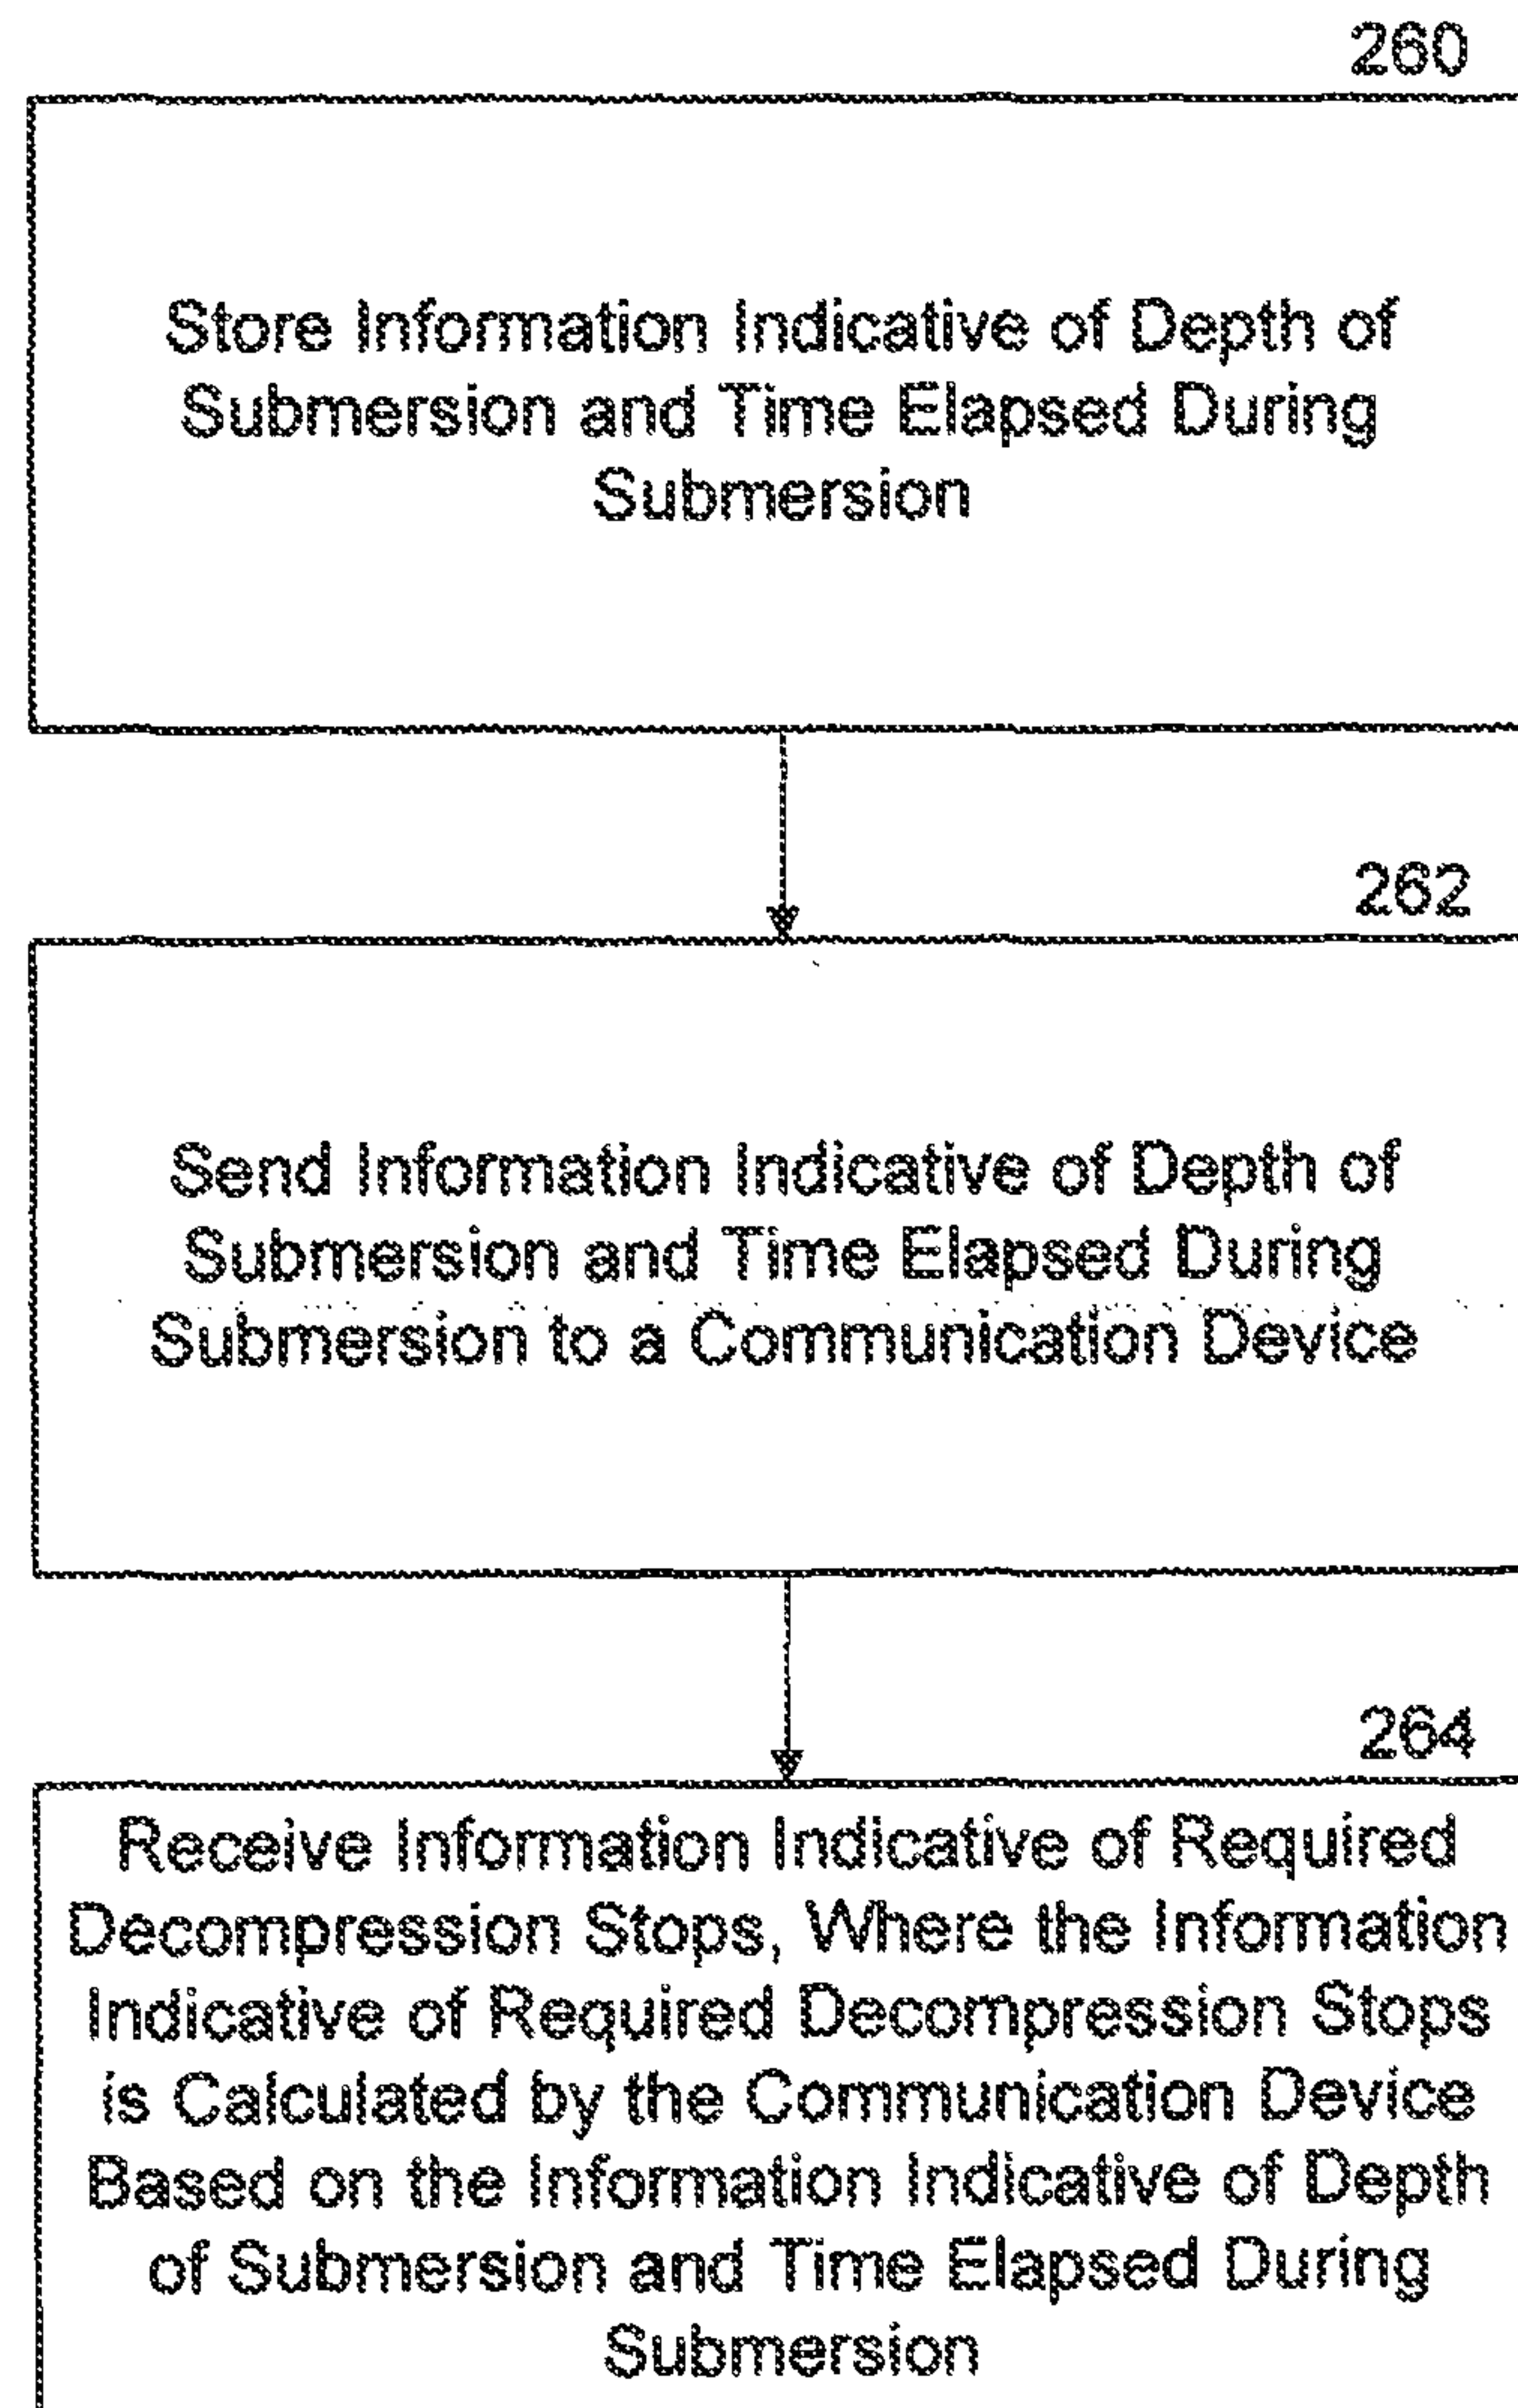 260
Store Information Indicative of Depth of
Submersion and Time Elapsed During
Submersion
262
Send Information Indicative of Depth of
Submersion and Time Elapsed During
Submersion to a Communication Device
264
Receive Information Indicative of Required
Decompression Stops, Where the Information
Indicative of Required Decompression Stops
is Calculated by the Communication Device
Based on the Information Indicative of Depth
of Submersion and Time Elapsed During
Submersion